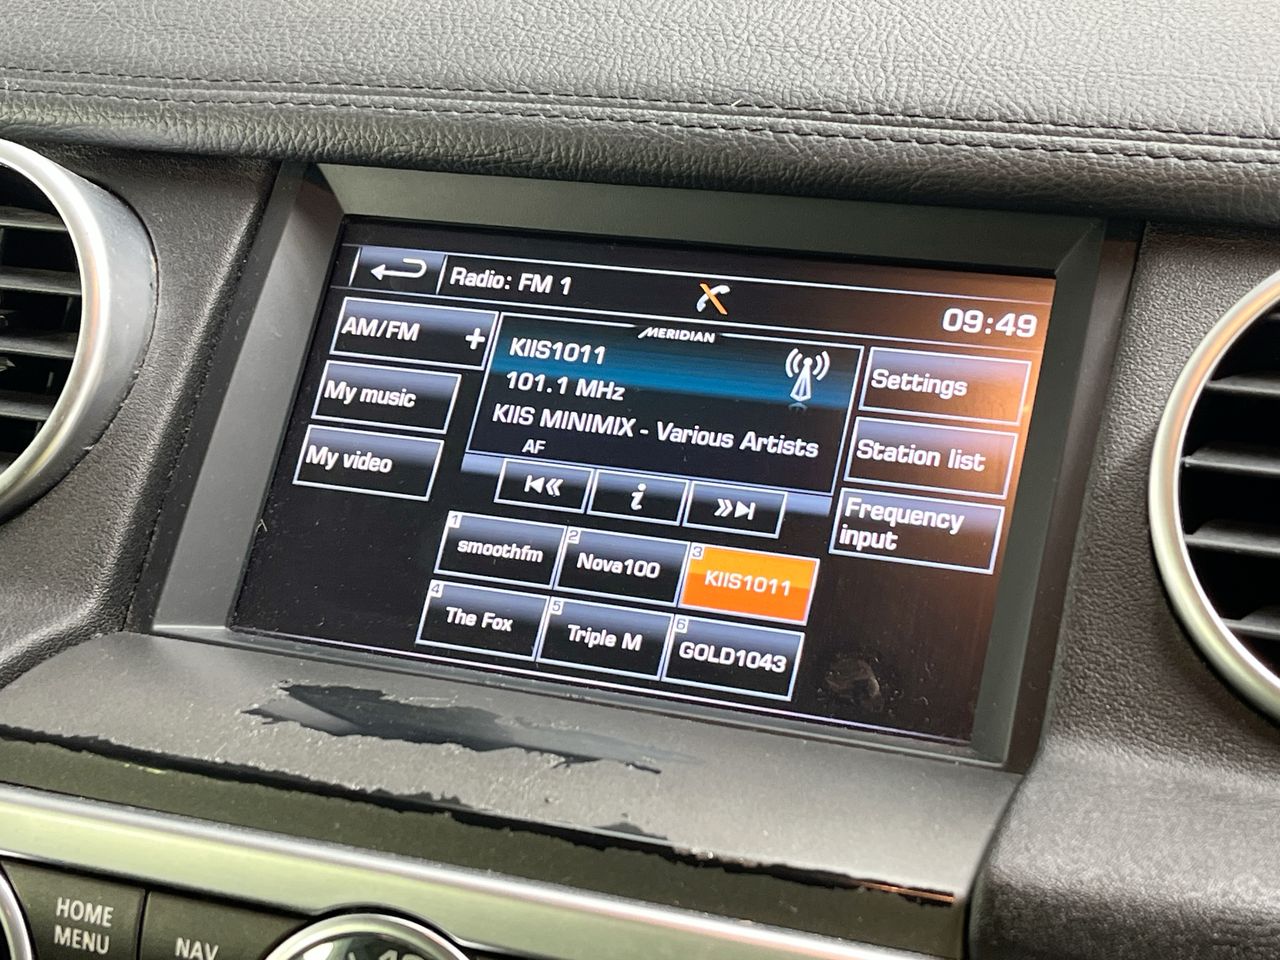 Radio: FM 1
09:49
AM/FM +
My music
My video
MERIDIAN
KIIS1011
101.1 MHz
KIIS MINIMIX - Various Artists
AF
i
Settings
Station list
Frequency
input
1 smoothfm
2 Nova100
3 KIIS1011
4 The Fox
5 Triple M
6 GOLD1043
HOME
MENU
NAV